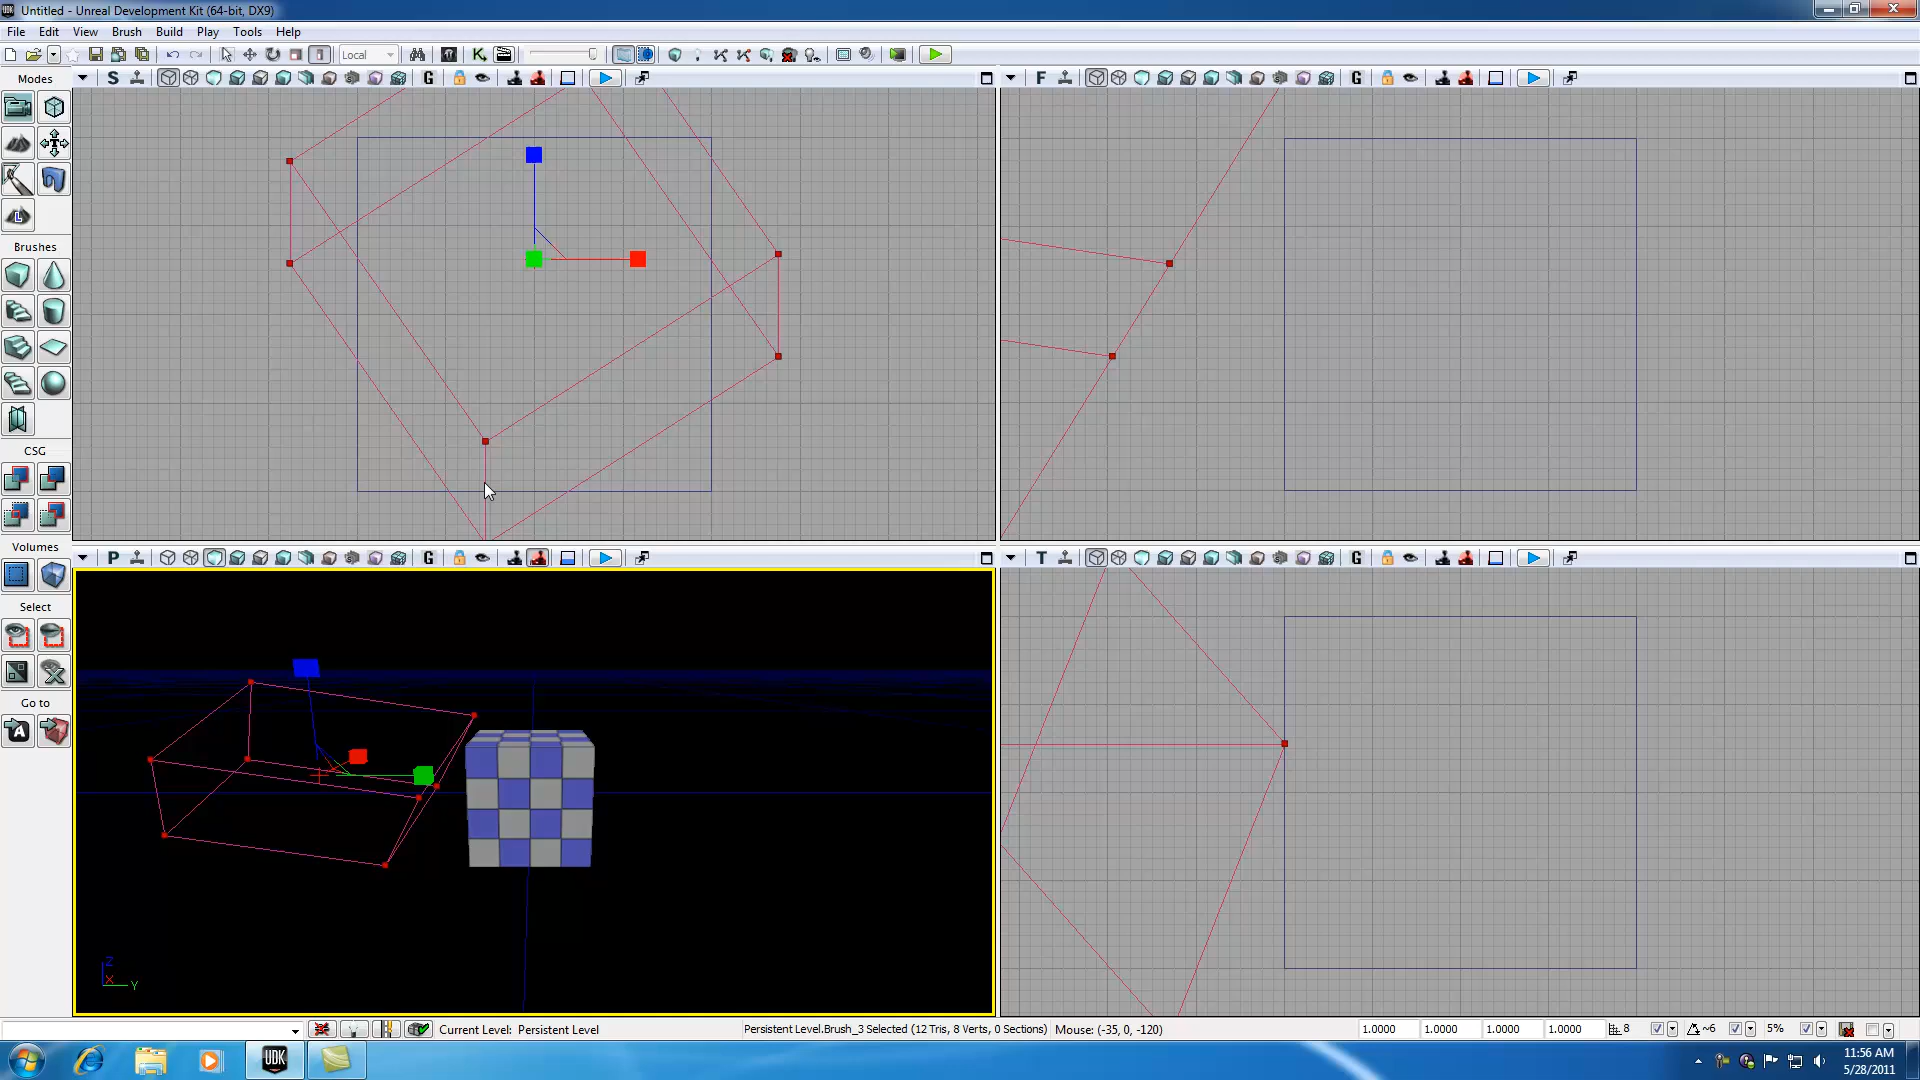 Untitled - Unreal Development Kit (64-bit, DX9)
File Edit View Brush Build Play Tools Help
Local
Modes
S G
F G
Brushes
CSG
Volumes
P G
T G
Select
Go to
A
L
Z
X
Y
Current Level: Persistent Level
Persistent Level.Brush_3 Selected (12 Tris, 8 Verts, 0 Sections)
Mouse: (-35, 0, -120)
1.0000 1.0000 1.0000 1.0000 8 ~6 5%
UDK
11:56 AM
5/28/2011